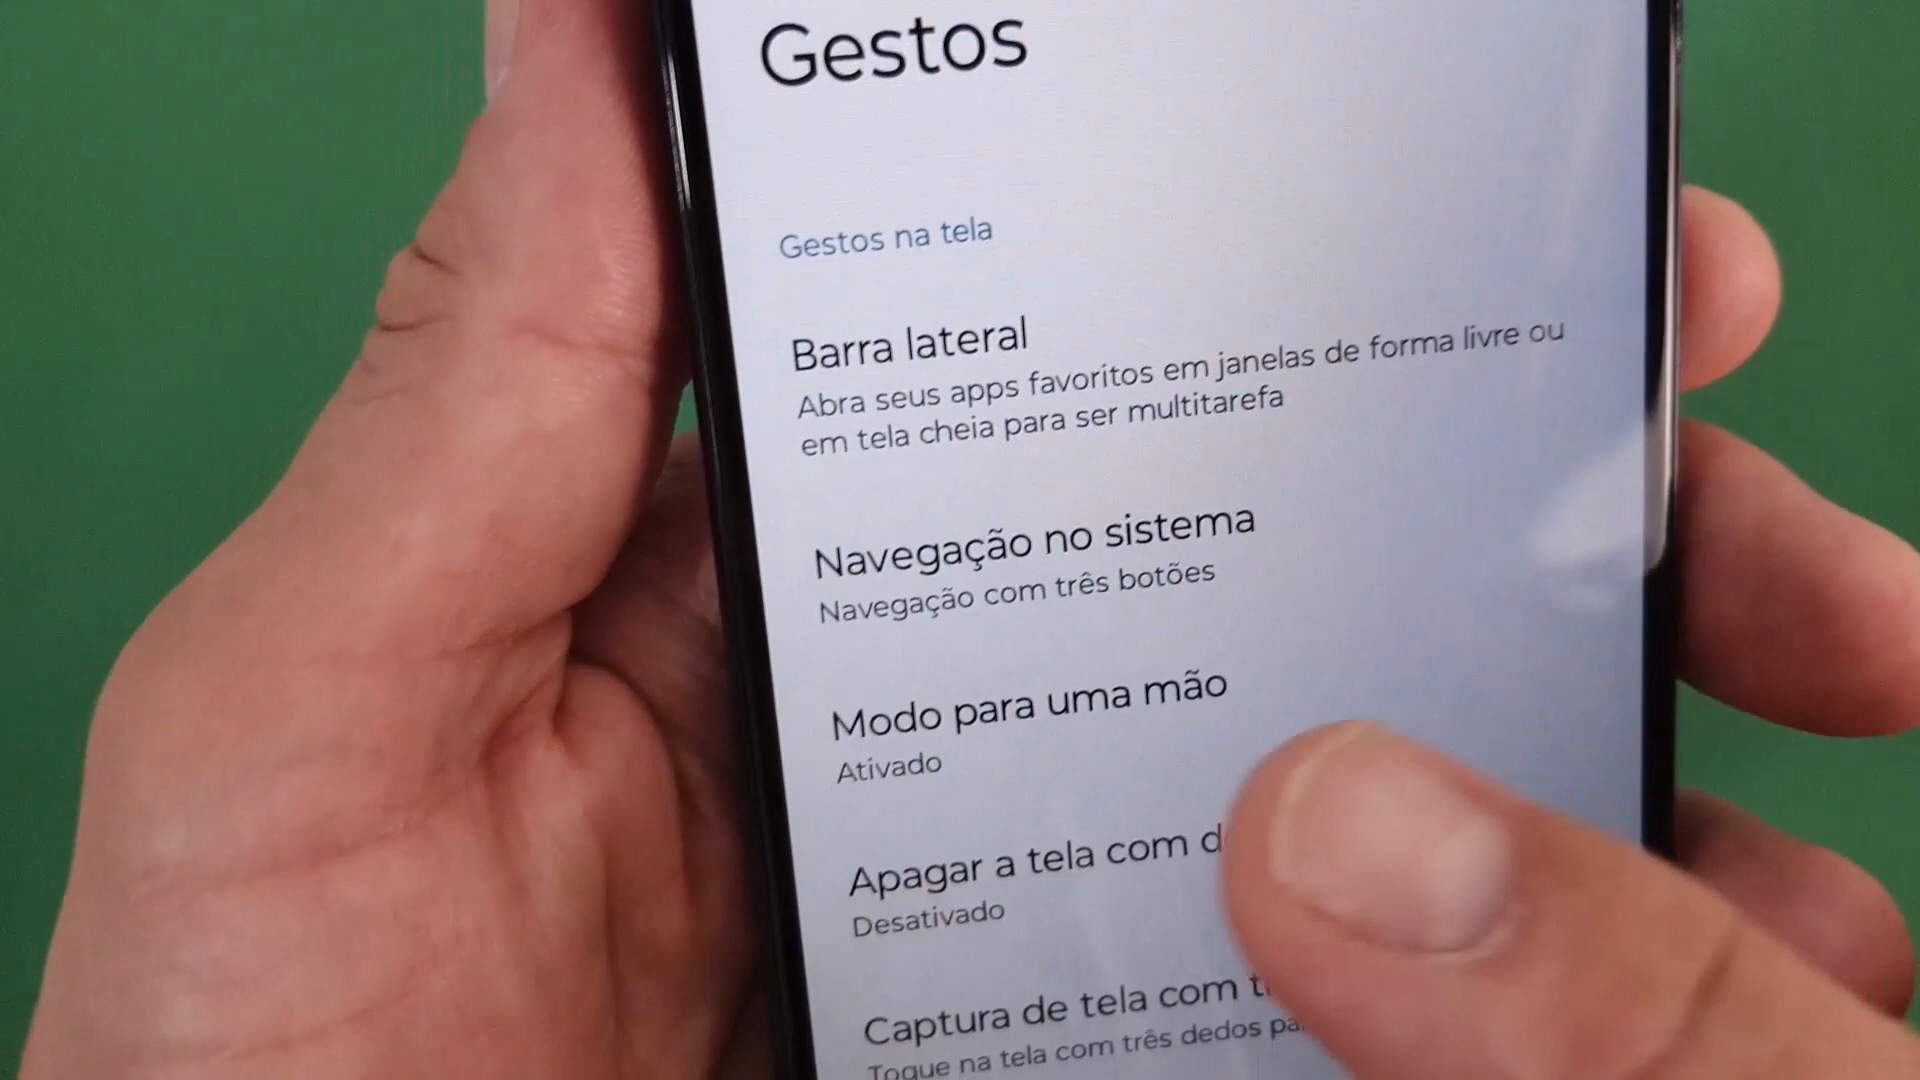 Gestos
Gestos na tela
Barra lateral
Abra seus apps favoritos em janelas de forma livre ou
em tela cheia para ser multitarefa
Navegação no sistema
Navegação com três botões
Modo para uma mão
Ativado
Apagar a tela com
Desativado
Captura de tela com
Toque na tela com três dedos